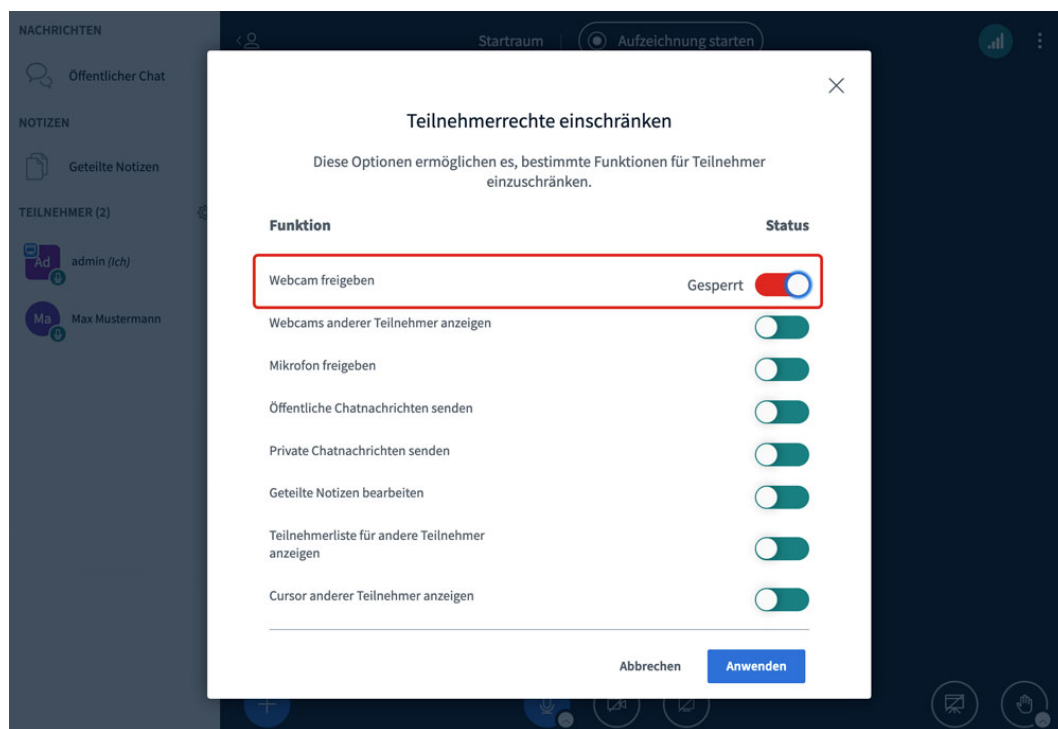 NACHRICHTEN
Öffentlicher Chat
NOTIZEN
Geteilte Notizen
TEILNEHMER (2)
Ad
admin (Ich)
Ma
Max Mustermann
Startraum
Aufzeichnung starten
Teilnehmerrechte einschränken
Diese Optionen ermöglichen es, bestimmte Funktionen für Teilnehmer
einzuschränken.
Funktion Status
Webcam freigeben Gesperrt
Webcams anderer Teilnehmer anzeigen
Mikrofon freigeben
Öffentliche Chatnachrichten senden
Private Chatnachrichten senden
Geteilte Notizen bearbeiten
Teilnehmerliste für andere Teilnehmer
anzeigen
Cursor anderer Teilnehmer anzeigen
Abbrechen Anwenden